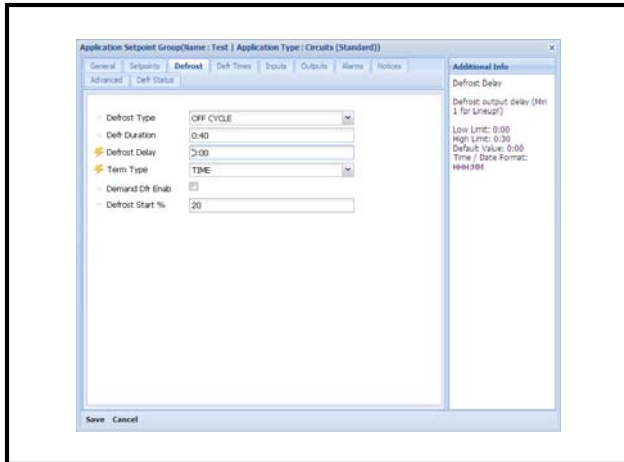 Application Setpoint Group(Name : Test | Application Type : Circuits (Standard)) x
General Setpoints Defrost Defr Times Inputs Outputs Alarms Notices
Advanced Defr Status
Defrost Type OFF CYCLE
Defr Duration 0:40
Defrost Delay 0:00
Term Type TIME
Demand Dfr Enab
Defrost Start % 20
Additional Info
Defrost Delay
Defrost output delay (Min
1 for Lineup!)
Low Limit: 0:00
High Limit: 0:30
Default Value: 0:00
Time / Date Format:
HHH:MM
Save Cancel